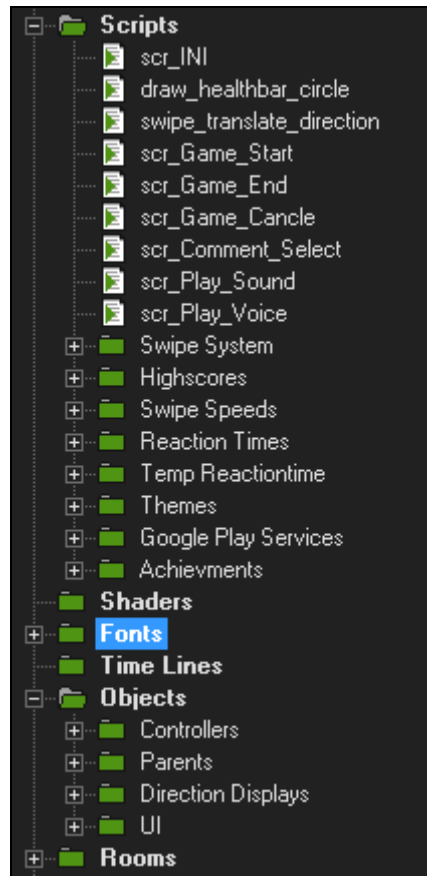 Scripts
scr_INI
draw_healthbar_circle
swipe_translate_direction
scr_Game_Start
scr_Game_End
scr_Game_Cancle
scr_Comment_Select
scr_Play_Sound
scr_Play_Voice
Swipe System
Highscores
Swipe Speeds
Reaction Times
Temp Reactiontime
Themes
Google Play Services
Achievments
Shaders
Fonts
Time Lines
Objects
Controllers
Parents
Direction Displays
UI
Rooms